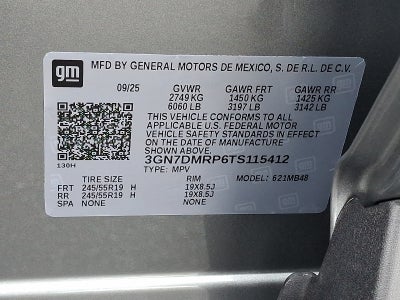 gm
MFD BY GENERAL MOTORS DE MEXICO, S. DE R.L. DE C.V.
09/25 GVWR GAWR FRT GAWR RR
2749 KG 1450 KG 1425 KG
6060 LB 3197 LB 3142 LB
THIS VEHICLE CONFORMS TO ALL
APPLICABLE U.S. FEDERAL MOTOR
VEHICLE SAFETY STANDARDS IN EFFECT
ON THE DATE OF MANUFACTURE SHOWN ABOVE.
130H 3GN7DMRP6TS115412
TYPE: MPV
TIRE SIZE RIM MODEL: 621MB48
FRT 245/55R19 H 19X8.5J
RR 245/55R19 H 19X8.5J
SPA NONE NONE